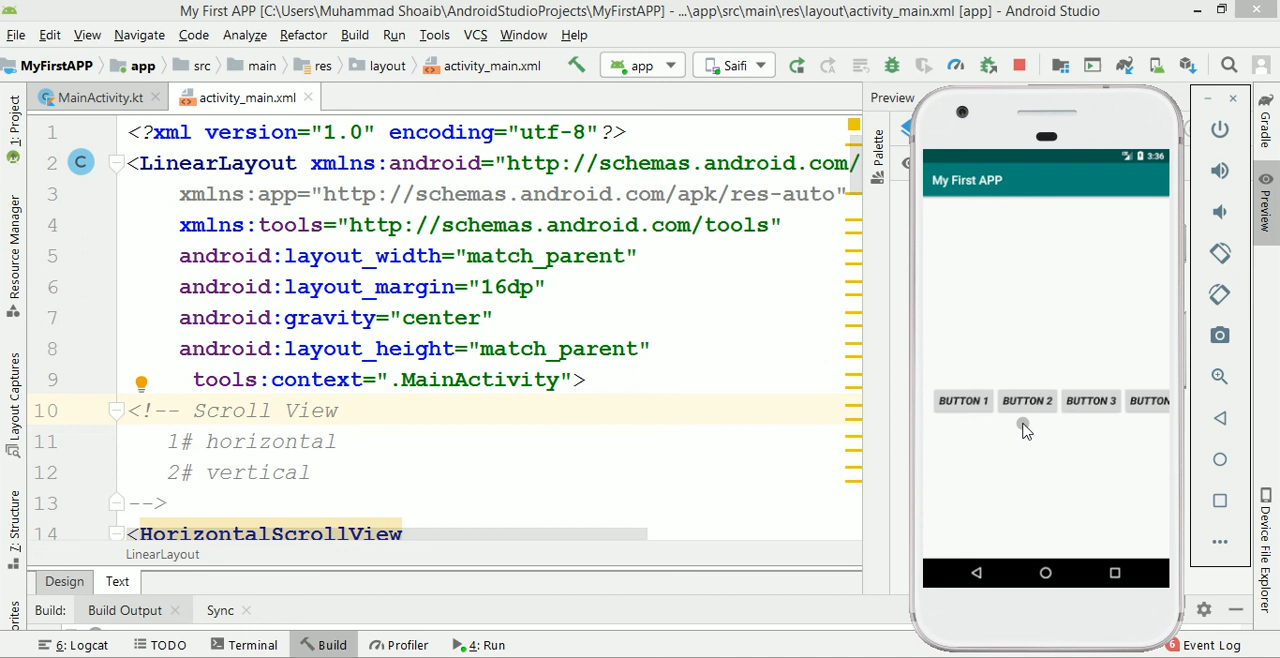 My First APP [C:\Users\Muhammad Shoaib\AndroidStudioProjects\MyFirstAPP] - ...\app\src\main\res\layout\activity_main.xml [app] - Android Studio
File Edit View Navigate Code Analyze Refactor Build Run Tools VCS Window Help
MyFirstAPP app src main res layout activity_main.xml app Saifi
MainActivity.kt activity_main.xml Preview
1 <?xml version="1.0" encoding="utf-8"?>
2 C <LinearLayout xmlns:android="http://schemas.android.com/
3 xmlns:app="http://schemas.android.com/apk/res-auto"
4 xmlns:tools="http://schemas.android.com/tools"
5 android:layout_width="match_parent"
6 android:layout_margin="16dp"
7 android:gravity="center"
8 android:layout_height="match_parent"
9 tools:context=".MainActivity">
10 <!-- Scroll View
11 1# horizontal
12 2# vertical
13 -->
14 <HorizontalScrollView
LinearLayout
Design Text
Build: Build Output Sync
6: Logcat TODO Terminal Build Profiler 4: Run 6 Event Log
1: Project
Resource Manager
Layout Captures
7: Structure
Palette
3:36
My First APP
BUTTON 1 BUTTON 2 BUTTON 3 BUTTON
Gradle
Preview
Device File Explorer